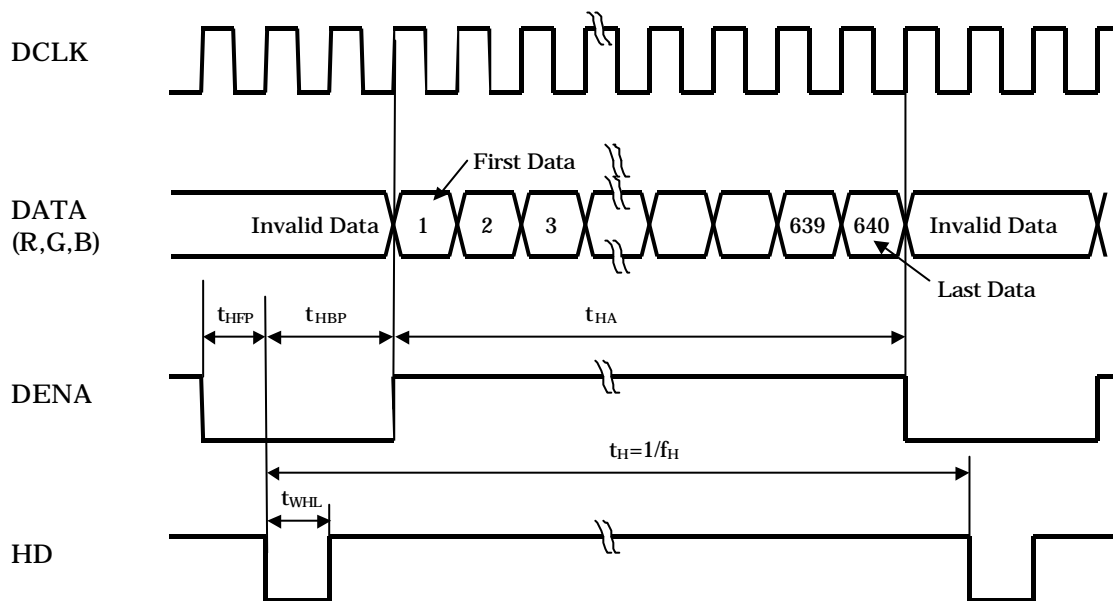 DCLK
First Data
DATA
(R,G,B)
Invalid Data
1
2
3
639
640
Invalid Data
Last Data
tHFP
tHBP
tHA
DENA
tH=1/fH
tWHL
HD